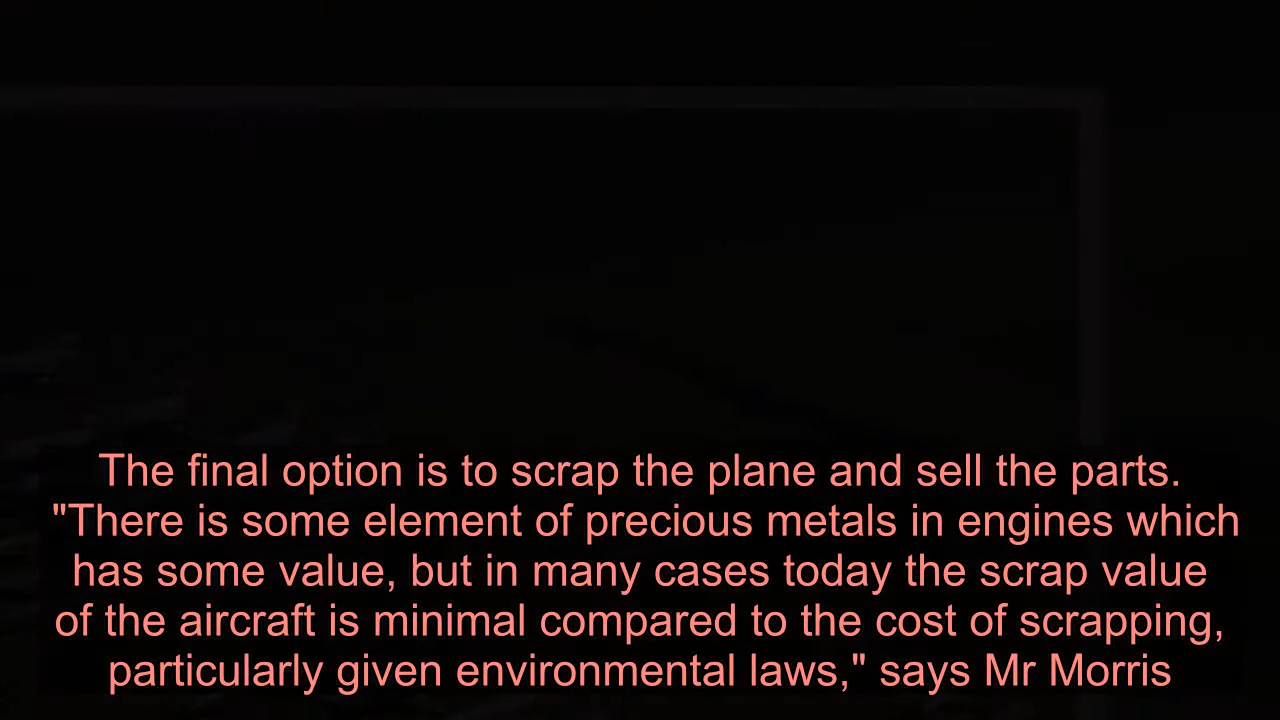 The final option is to scrap the plane and sell the parts.
"There is some element of precious metals in engines which
has some value, but in many cases today the scrap value
of the aircraft is minimal compared to the cost of scrapping,
particularly given environmental laws," says Mr Morris